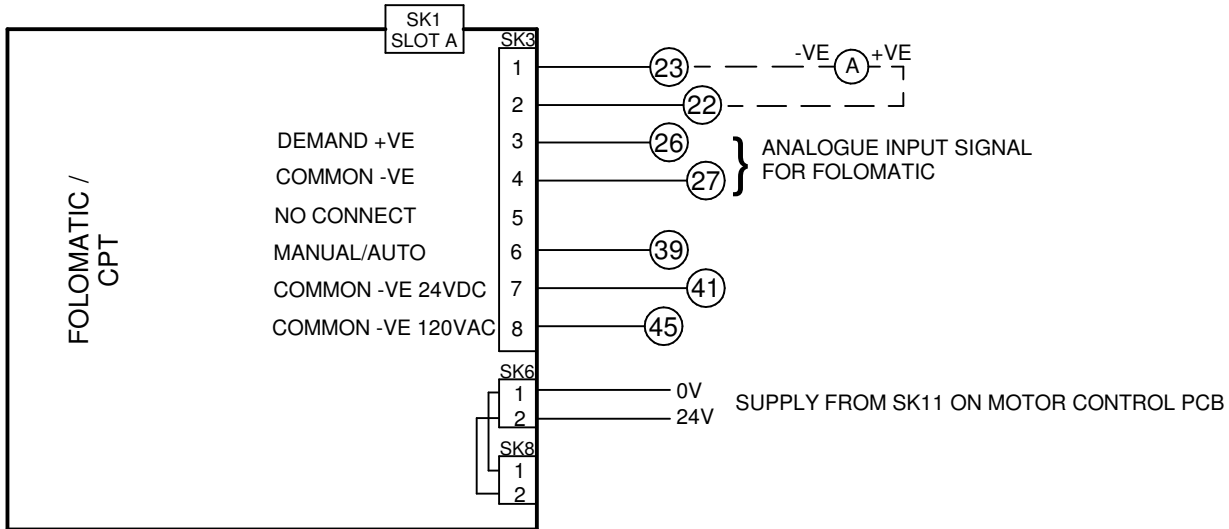 SK1
SLOT A
SK3
1 23 -VE A +VE
2 22
DEMAND +VE 3 26
COMMON -VE 4 27
ANALOGUE INPUT SIGNAL
FOR FOLOMATIC
NO CONNECT 5
MANUAL/AUTO 6 39
COMMON -VE 24VDC 7 41
COMMON -VE 120VAC 8 45
FOLOMATIC /
CPT
SK6
1 0V
2 24V
SUPPLY FROM SK11 ON MOTOR CONTROL PCB
SK8
1
2